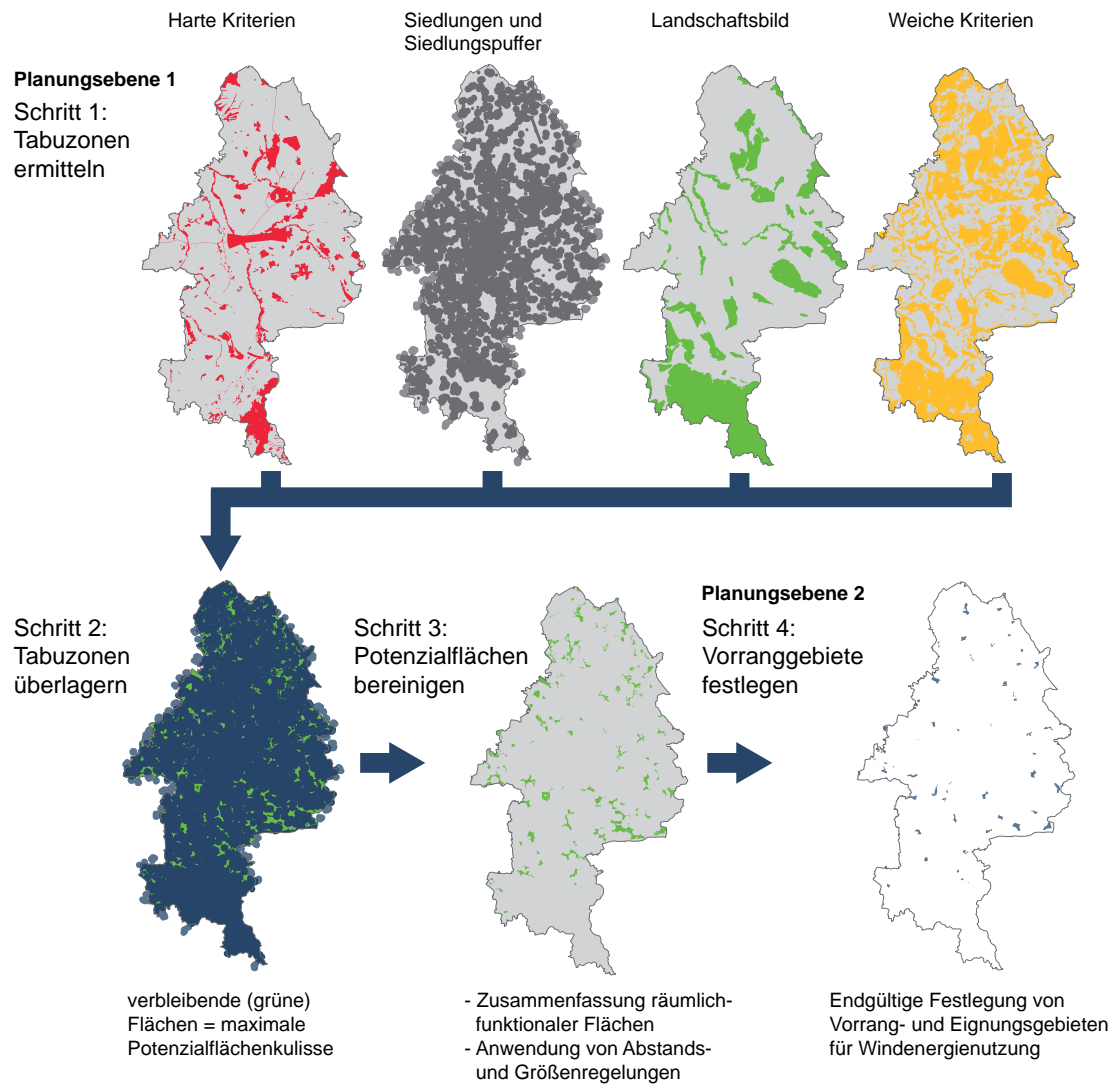 Harte Kriterien
Siedlungen und
Siedlungspuffer
Landschaftsbild
Weiche Kriterien
Planungsebene 1
Schritt 1:
Tabuzonen
ermitteln
Schritt 2:
Tabuzonen
überlagern
Schritt 3:
Potenzialflächen
bereinigen
Planungsebene 2
Schritt 4:
Vorranggebiete
festlegen
verbleibende (grüne)
Flächen = maximale
Potenzialflächenkulisse
- Zusammenfassung räumlich-
funktionaler Flächen
- Anwendung von Abstands-
und Größenregelungen
Endgültige Festlegung von
Vorrang- und Eignungsgebieten
für Windenergienutzung